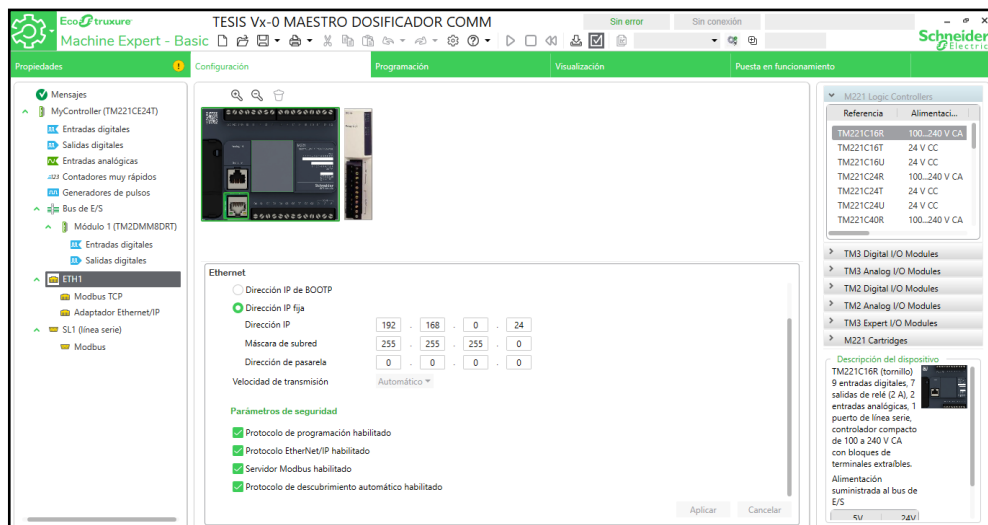 EcoStruxure
Machine Expert - Basic
TESIS Vx-0 MAESTRO DOSIFICADOR COMM
Sin error
Sin conexión
Schneider
Electric
Propiedades
Configuración
Programación
Visualización
Puesta en funcionamiento
Mensajes
MyController (TM221CE24T)
Entradas digitales
Salidas digitales
Entradas analógicas
Contadores muy rápidos
Generadores de pulsos
Bus de E/S
Módulo 1 (TM2DMM8DRT)
Entradas digitales
Salidas digitales
ETH1
Modbus TCP
Adaptador Ethernet/IP
SL1 (línea serie)
Modbus
Ethernet
Dirección IP de BOOTP
Dirección IP fija
Dirección IP 192 . 168 . 0 . 24
Máscara de subred 255 . 255 . 255 . 0
Dirección de pasarela 0 . 0 . 0 . 0
Velocidad de transmisión Automático
Parámetros de seguridad
Protocolo de programación habilitado
Protocolo EtherNet/IP habilitado
Servidor Modbus habilitado
Protocolo de descubrimiento automático habilitado
Aplicar Cancelar
M221 Logic Controllers
Referencia Alimentaci...
TM221C16R 100...240 V CA
TM221C16T 24 V CC
TM221C16U 24 V CC
TM221C24R 100...240 V CA
TM221C24T 24 V CC
TM221C24U 24 V CC
TM221C40R 100...240 V CA
TM3 Digital I/O Modules
TM3 Analog I/O Modules
TM2 Digital I/O Modules
TM2 Analog I/O Modules
TM3 Expert I/O Modules
M221 Cartridges
Descripción del dispositivo
TM221C16R (tornillo)
9 entradas digitales, 7
salidas de relé (2 A), 2
entradas analógicas, 1
puerto de línea serie,
controlador compacto
de 100 a 240 V CA
con bloques de
terminales extraíbles.
Alimentación
suministrada al bus de
E/S
5V 24V